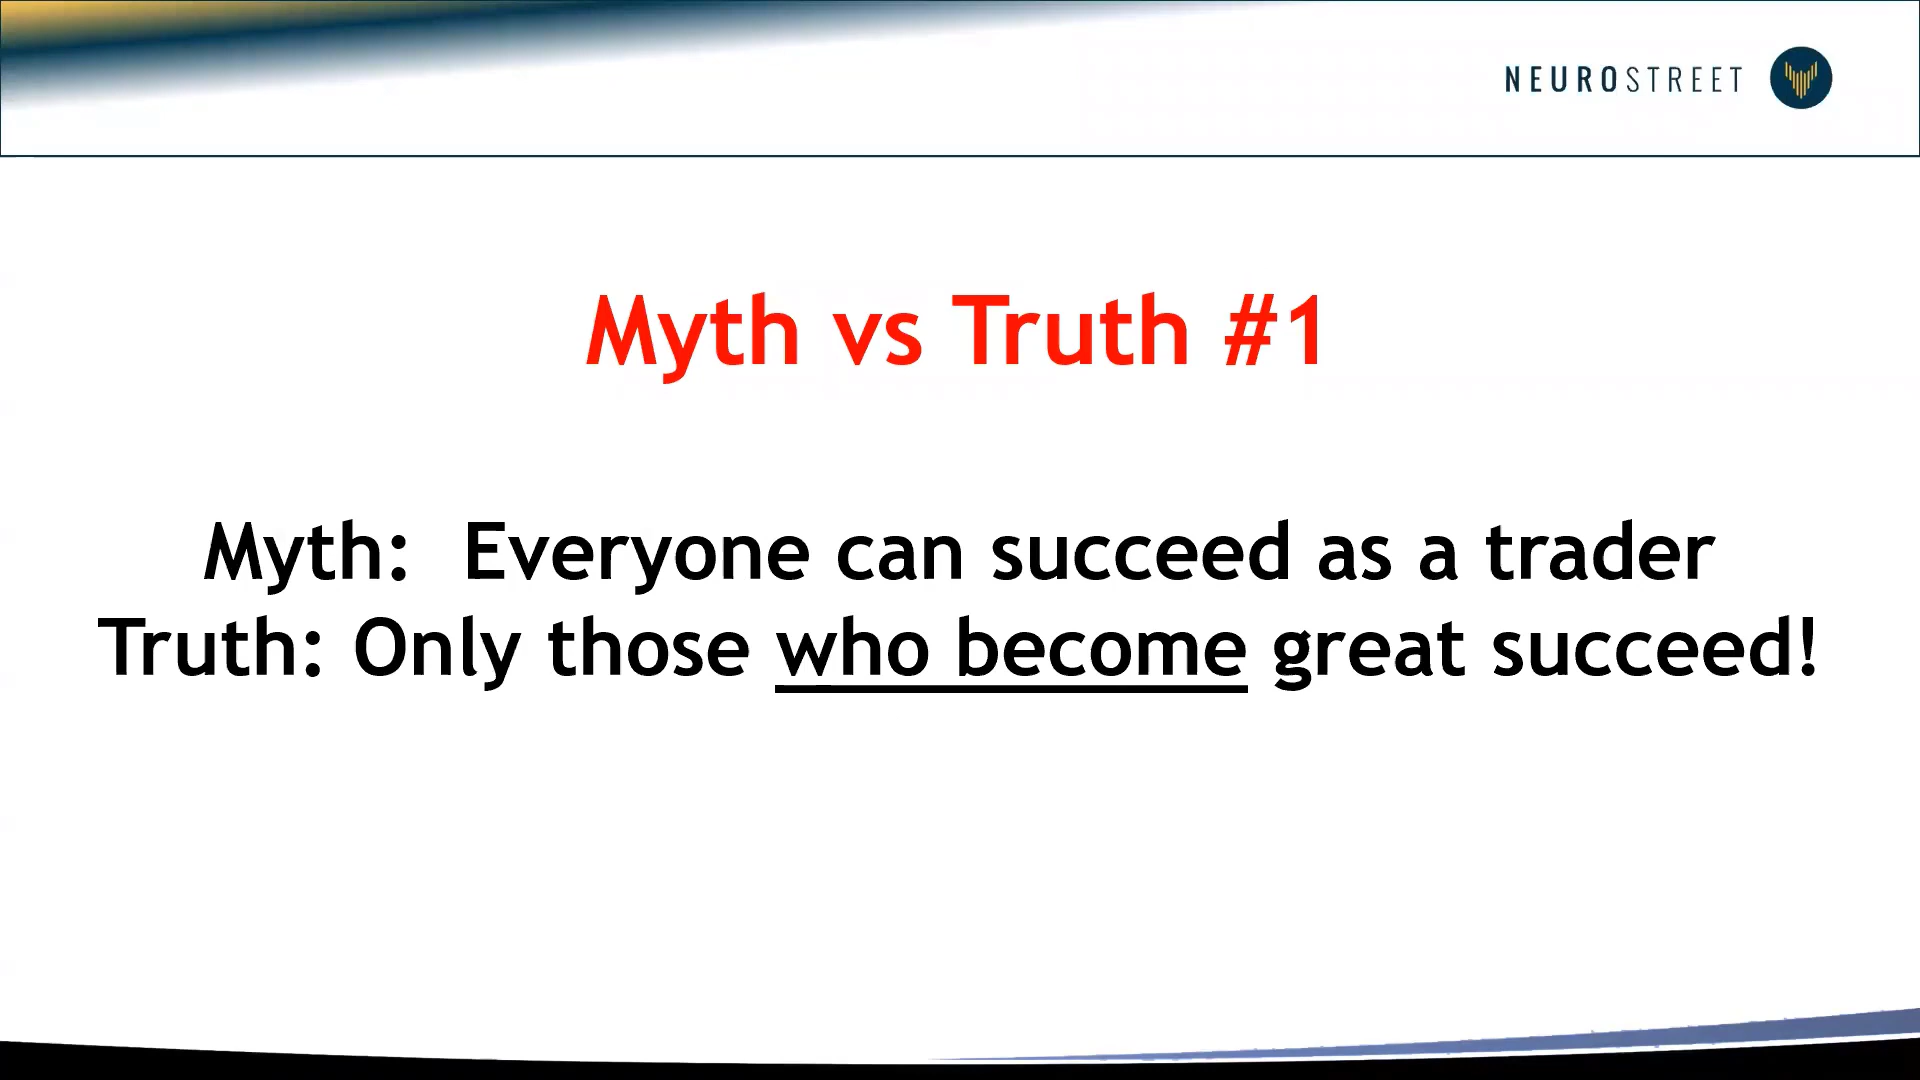 NEUROSTREET
Myth vs Truth #1
Myth:  Everyone can succeed as a trader
Truth: Only those who become great succeed!